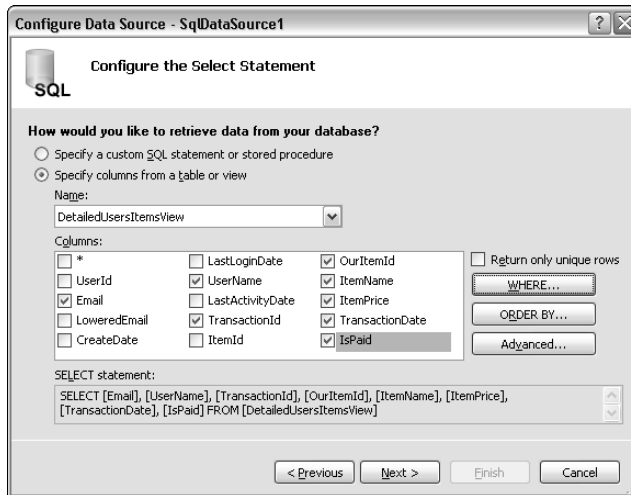 Configure Data Source - SqlDataSource1
?
SQL
Configure the Select Statement
How would you like to retrieve data from your database?
Specify a custom SQL statement or stored procedure
Specify columns from a table or view
Name:
DetailedUsersItemsView
Columns:
* LastLoginDate OurItemId Return only unique rows
UserId UserName ItemName WHERE...
Email LastActivityDate ItemPrice
LoweredEmail TransactionId TransactionDate ORDER BY...
CreateDate ItemId IsPaid Advanced...
SELECT statement:
SELECT [Email], [UserName], [TransactionId], [OurItemId], [ItemName], [ItemPrice],
[TransactionDate], [IsPaid] FROM [DetailedUsersItemsView]
< Previous Next > Finish Cancel